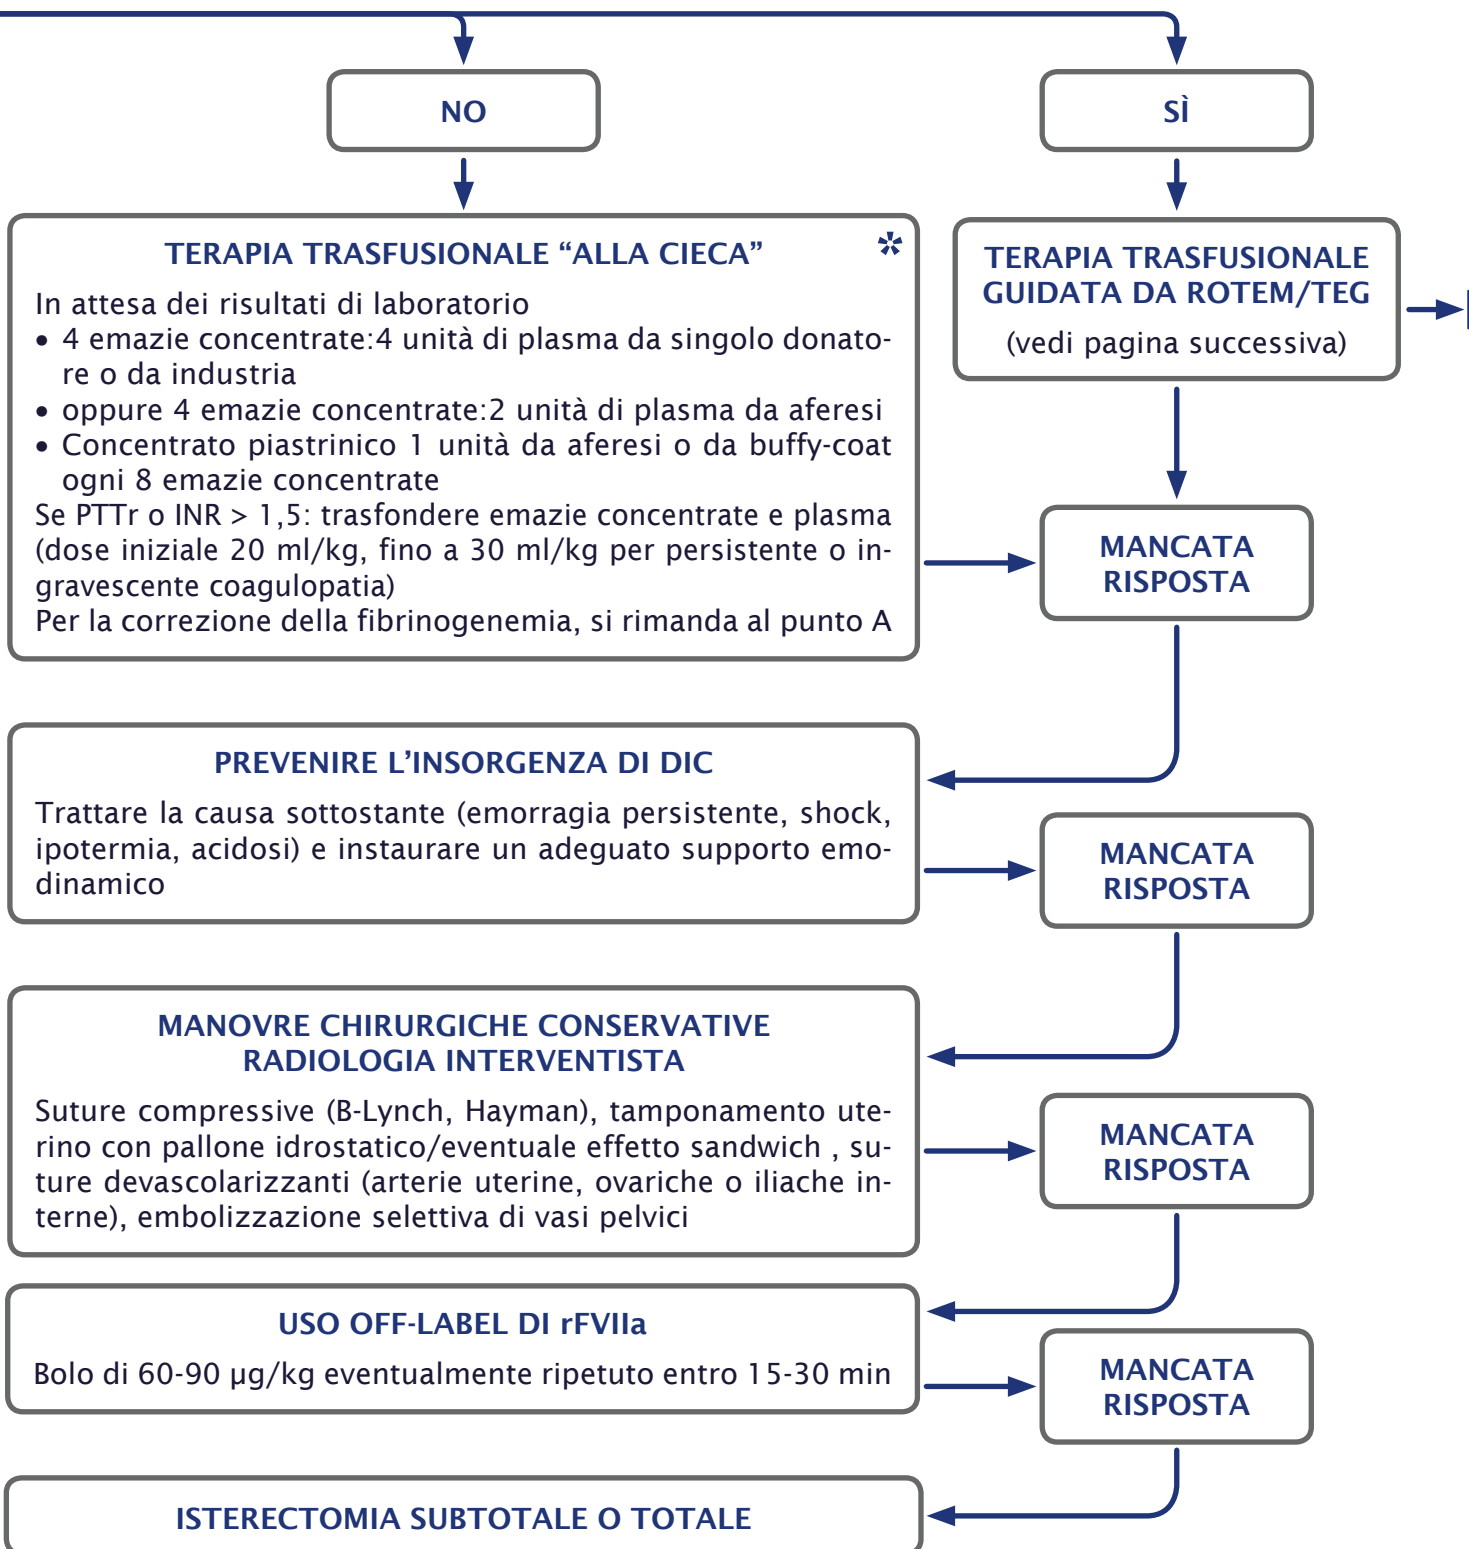 NO
SÌ
TERAPIA TRASFUSIONALE “ALLA CIECA” *
In attesa dei risultati di laboratorio
• 4 emazie concentrate:4 unità di plasma da singolo donato-
re o da industria
• oppure 4 emazie concentrate:2 unità di plasma da aferesi
• Concentrato piastrinico 1 unità da aferesi o da buffy-coat
ogni 8 emazie concentrate
Se PTTr o INR > 1,5: trasfondere emazie concentrate e plasma
(dose iniziale 20 ml/kg, fino a 30 ml/kg per persistente o in-
gravescente coagulopatia)
Per la correzione della fibrinogenemia, si rimanda al punto A
TERAPIA TRASFUSIONALE
GUIDATA DA ROTEM/TEG
(vedi pagina successiva)
MANCATA
RISPOSTA
PREVENIRE L’INSORGENZA DI DIC
Trattare la causa sottostante (emorragia persistente, shock,
ipotermia, acidosi) e instaurare un adeguato supporto emo-
dinamico
MANCATA
RISPOSTA
MANOVRE CHIRURGICHE CONSERVATIVE
RADIOLOGIA INTERVENTISTA
Suture compressive (B-Lynch, Hayman), tamponamento ute-
rino con pallone idrostatico/eventuale effetto sandwich , su-
ture devascolarizzanti (arterie uterine, ovariche o iliache in-
terne), embolizzazione selettiva di vasi pelvici
MANCATA
RISPOSTA
USO OFF-LABEL DI rFVIIa
Bolo di 60-90 µg/kg eventualmente ripetuto entro 15-30 min
MANCATA
RISPOSTA
ISTERECTOMIA SUBTOTALE O TOTALE